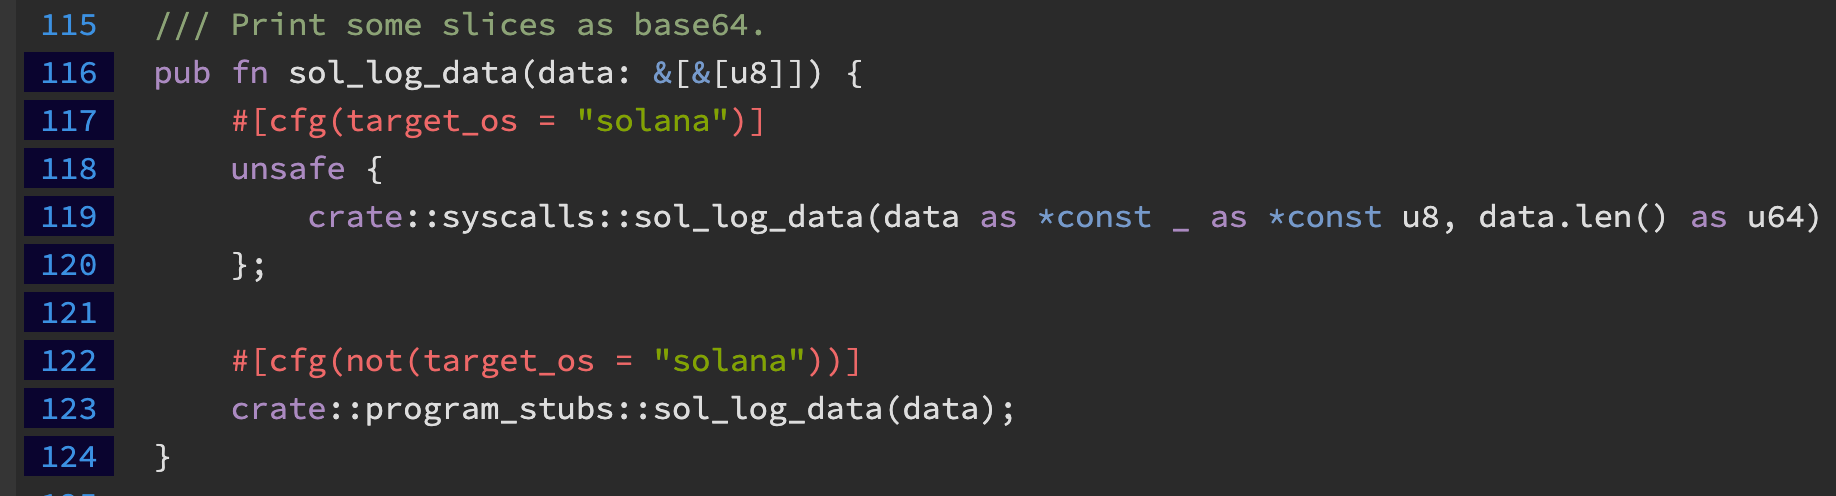 115 /// Print some slices as base64.
116 pub fn sol_log_data(data: &[&[u8]]) {
117     #[cfg(target_os = "solana")]
118     unsafe {
119         crate::syscalls::sol_log_data(data as *const _ as *const u8, data.len() as u64)
120     };
121
122     #[cfg(not(target_os = "solana"))]
123     crate::program_stubs::sol_log_data(data);
124 }